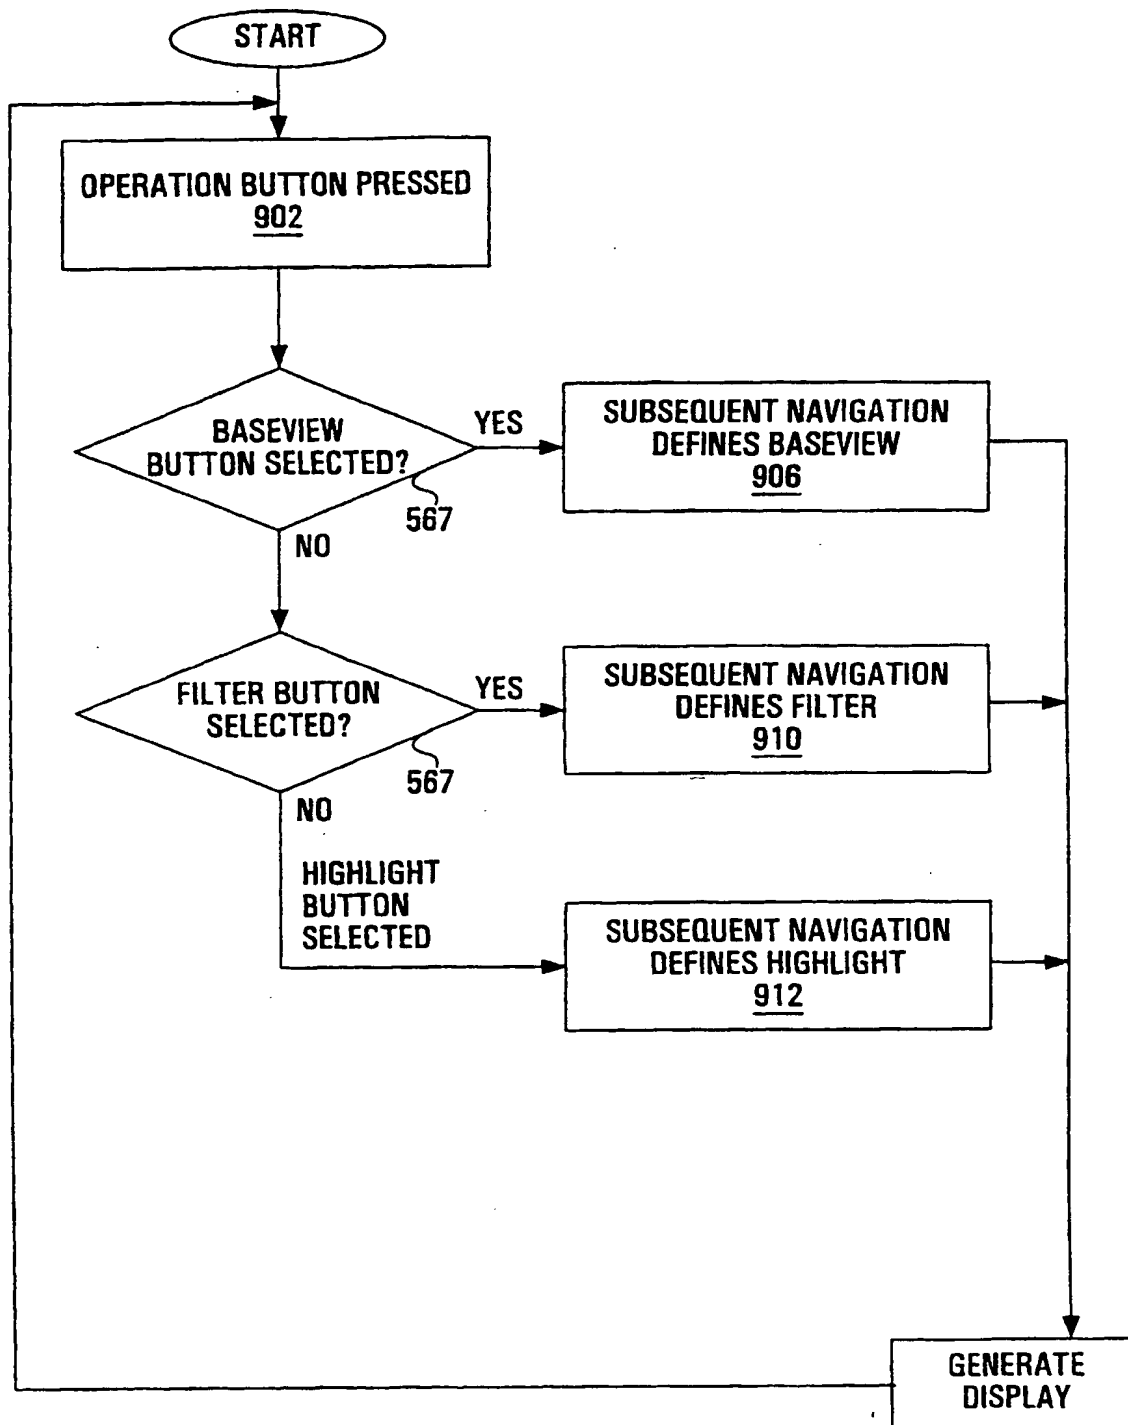 START
OPERATION BUTTON PRESSED
902
BASEVIEW
BUTTON SELECTED?
YES
567
NO
SUBSEQUENT NAVIGATION
DEFINES BASEVIEW
906
FILTER BUTTON
SELECTED?
YES
567
NO
SUBSEQUENT NAVIGATION
DEFINES FILTER
910
HIGHLIGHT
BUTTON
SELECTED
SUBSEQUENT NAVIGATION
DEFINES HIGHLIGHT
912
GENERATE
DISPLAY